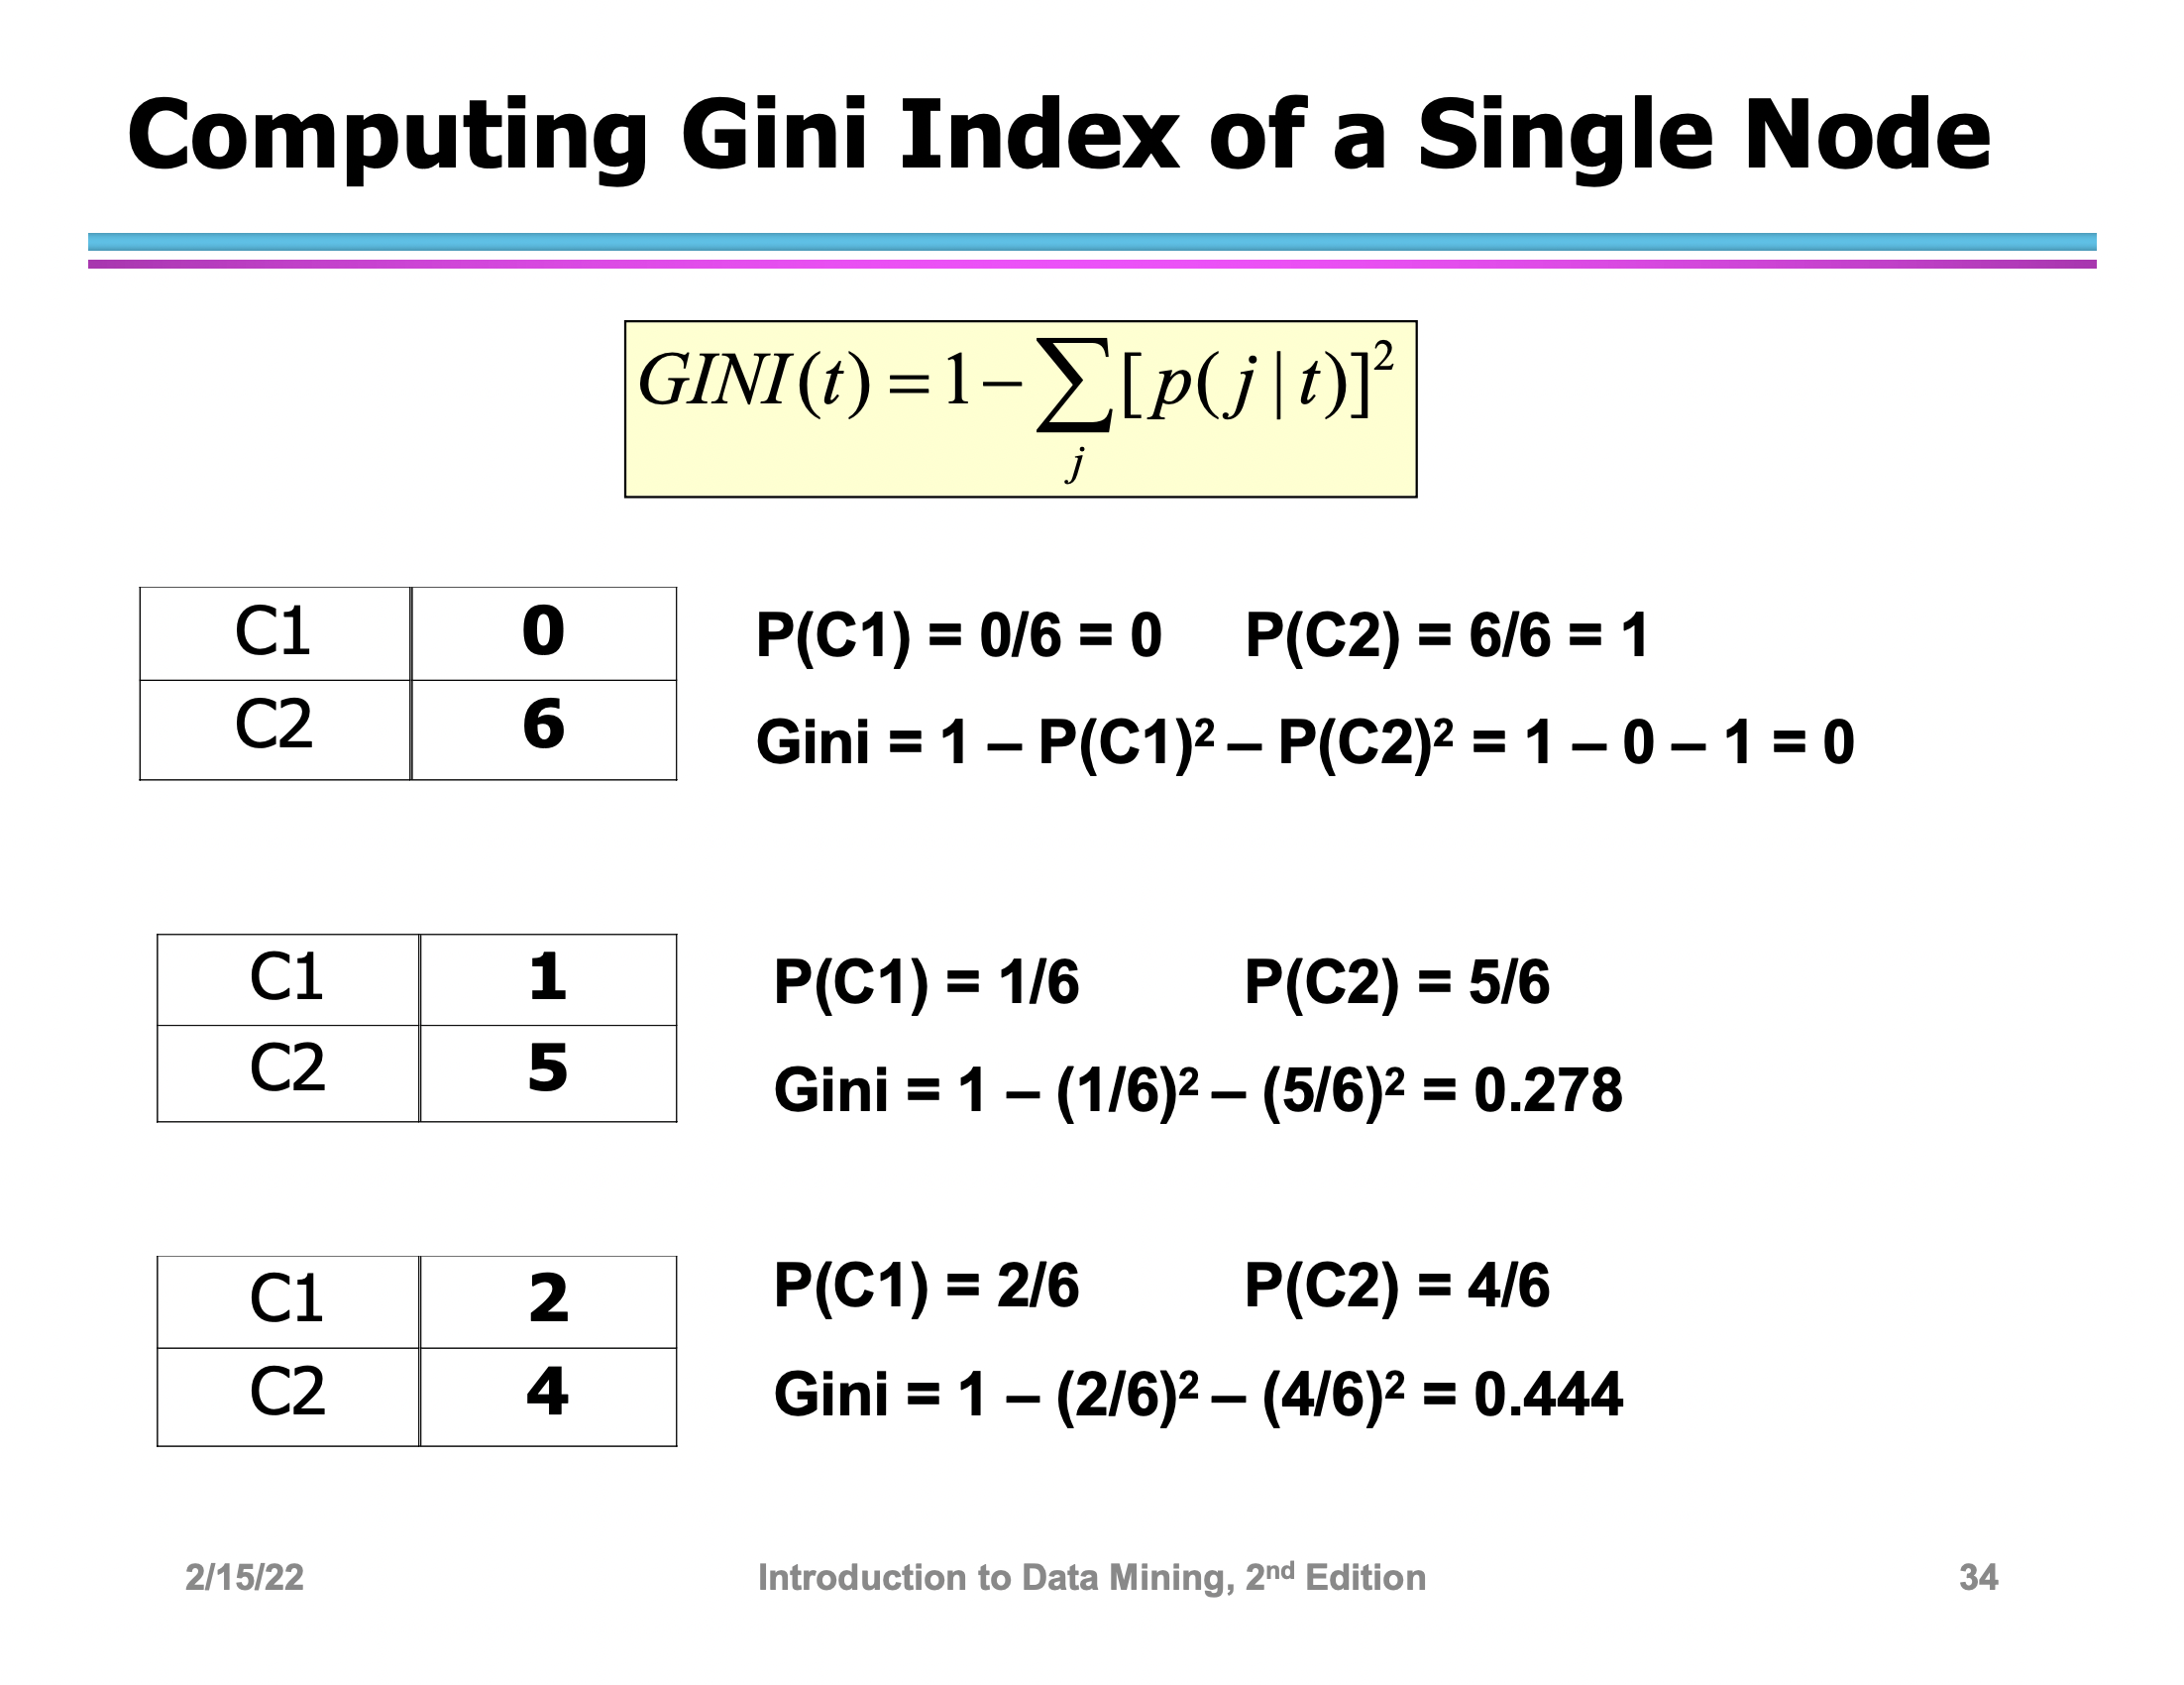 Computing Gini Index of a Single Node
GINI(t) = 1 − ∑j [p(j | t)]²
C1 0
C2 6
P(C1) = 0/6 = 0 P(C2) = 6/6 = 1
Gini = 1 – P(C1)² – P(C2)² = 1 – 0 – 1 = 0
C1 1
C2 5
P(C1) = 1/6 P(C2) = 5/6
Gini = 1 – (1/6)² – (5/6)² = 0.278
C1 2
C2 4
P(C1) = 2/6 P(C2) = 4/6
Gini = 1 – (2/6)² – (4/6)² = 0.444
2/15/22 Introduction to Data Mining, 2nd Edition 34